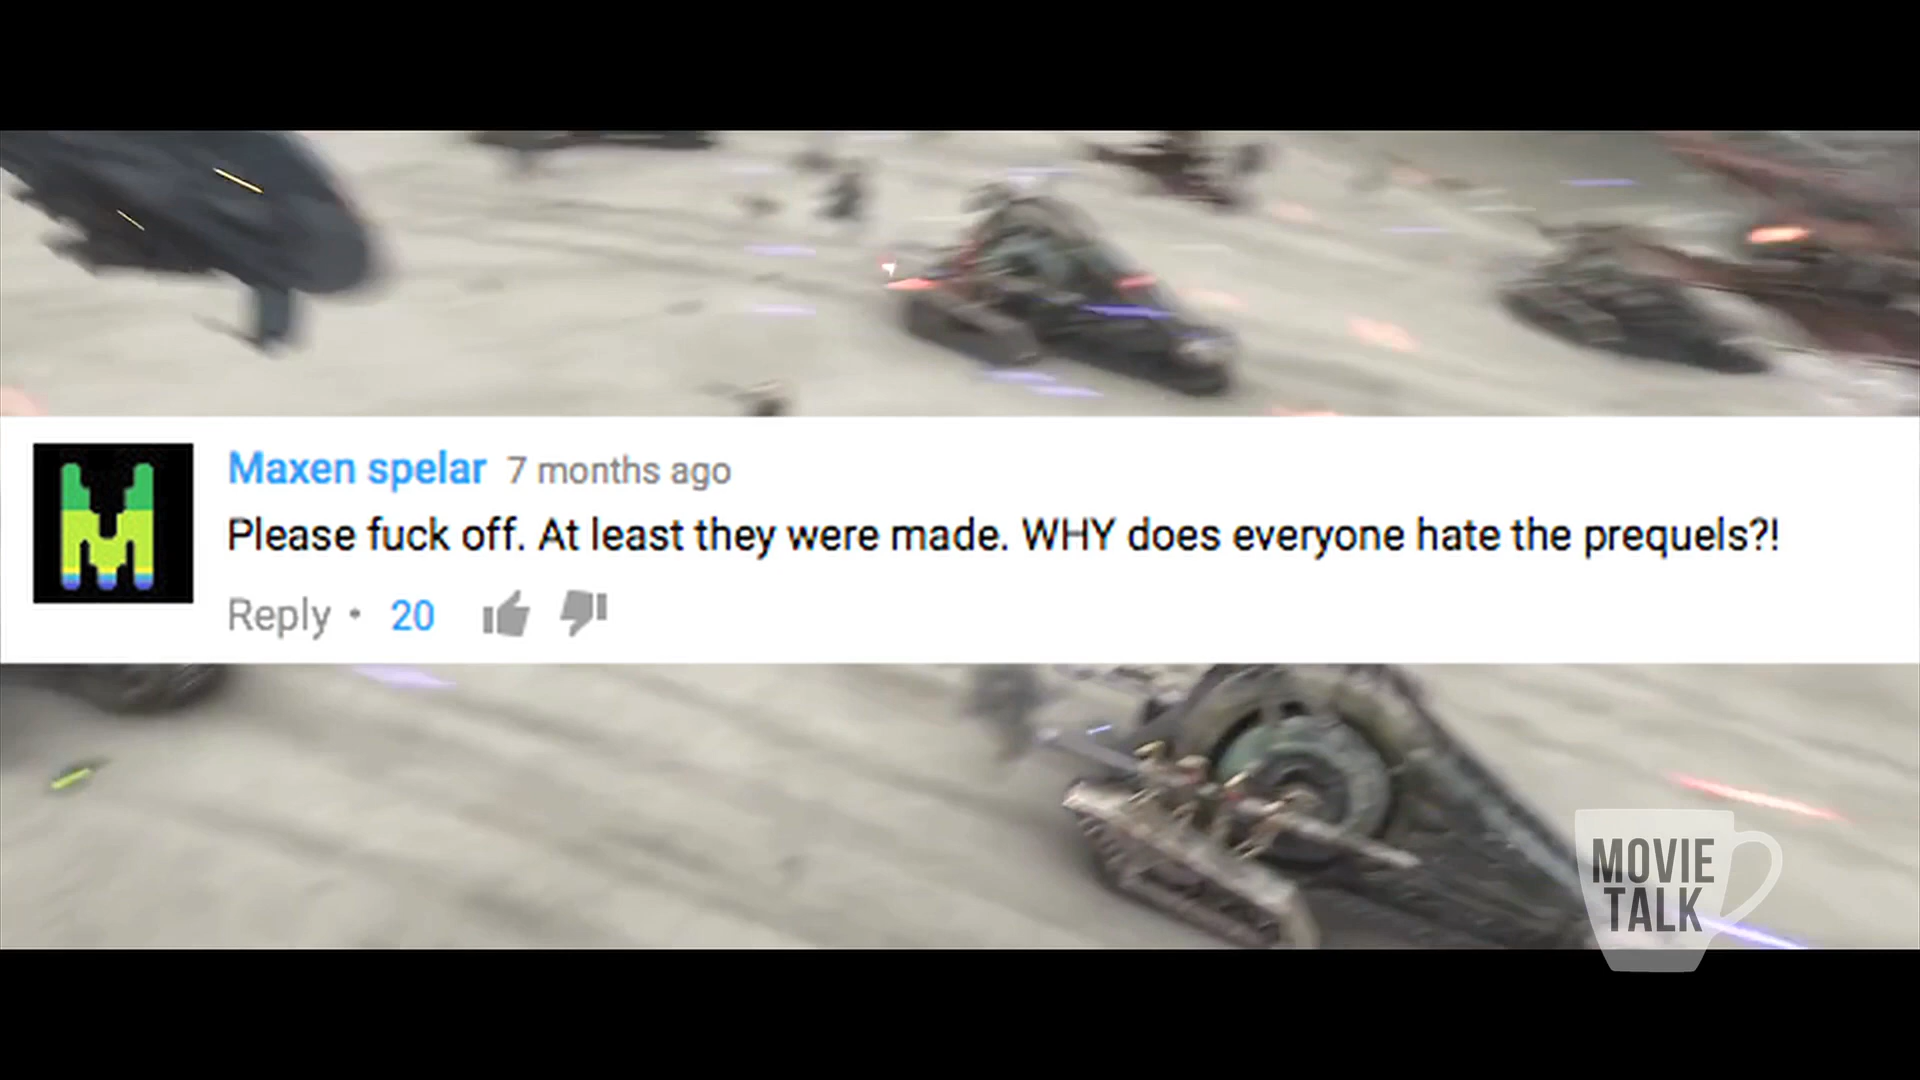 Maxen spelar 7 months ago
Please fuck off. At least they were made. WHY does everyone hate the prequels?!
Reply • 20
MOVIE
TALK